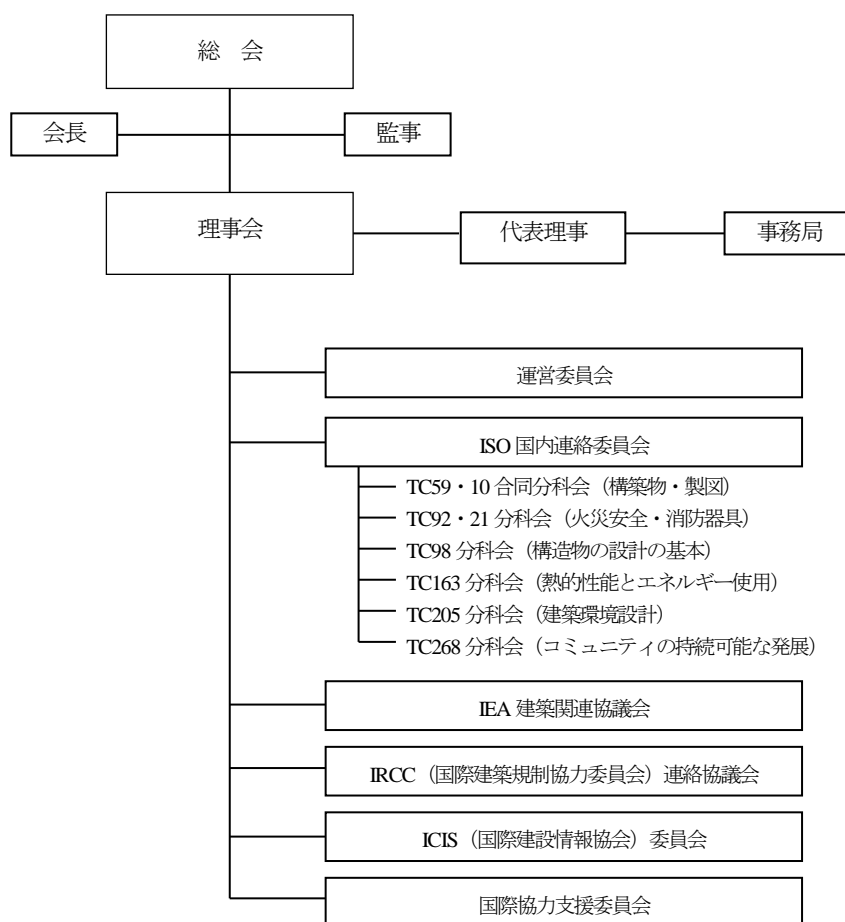 総　会
会長
監事
理事会
代表理事
事務局
運営委員会
ISO 国内連絡委員会
TC59・10 合同分科会（構築物・製図）
TC92・21 分科会（火災安全・消防器具）
TC98 分科会（構造物の設計の基本）
TC163 分科会（熱的性能とエネルギー使用）
TC205 分科会（建築環境設計）
TC268 分科会（コミュニティの持続可能な発展）
IEA 建築関連協議会
IRCC（国際建築規制協力委員会）連絡協議会
ICIS（国際建設情報協会）委員会
国際協力支援委員会